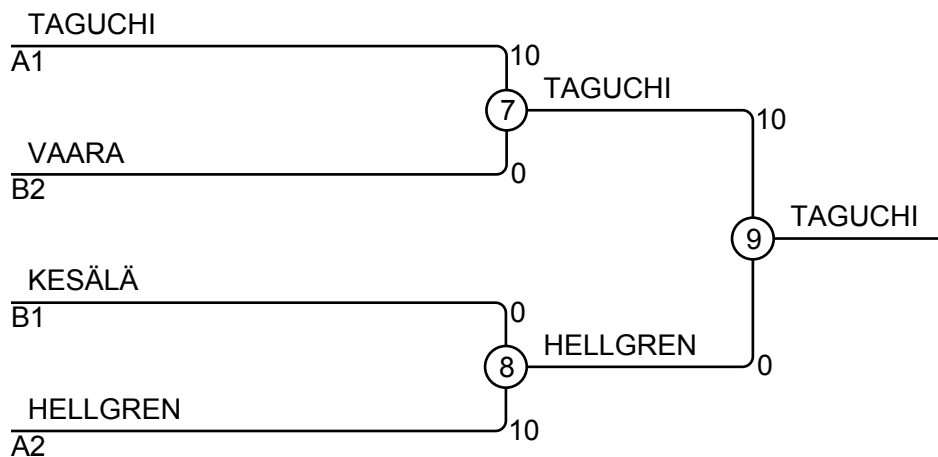 TAGUCHI
A1
10
7
TAGUCHI
10
VAARA
B2
0
9
TAGUCHI
KESÄLÄ
B1
0
8
HELLGREN
0
HELLGREN
A2
10